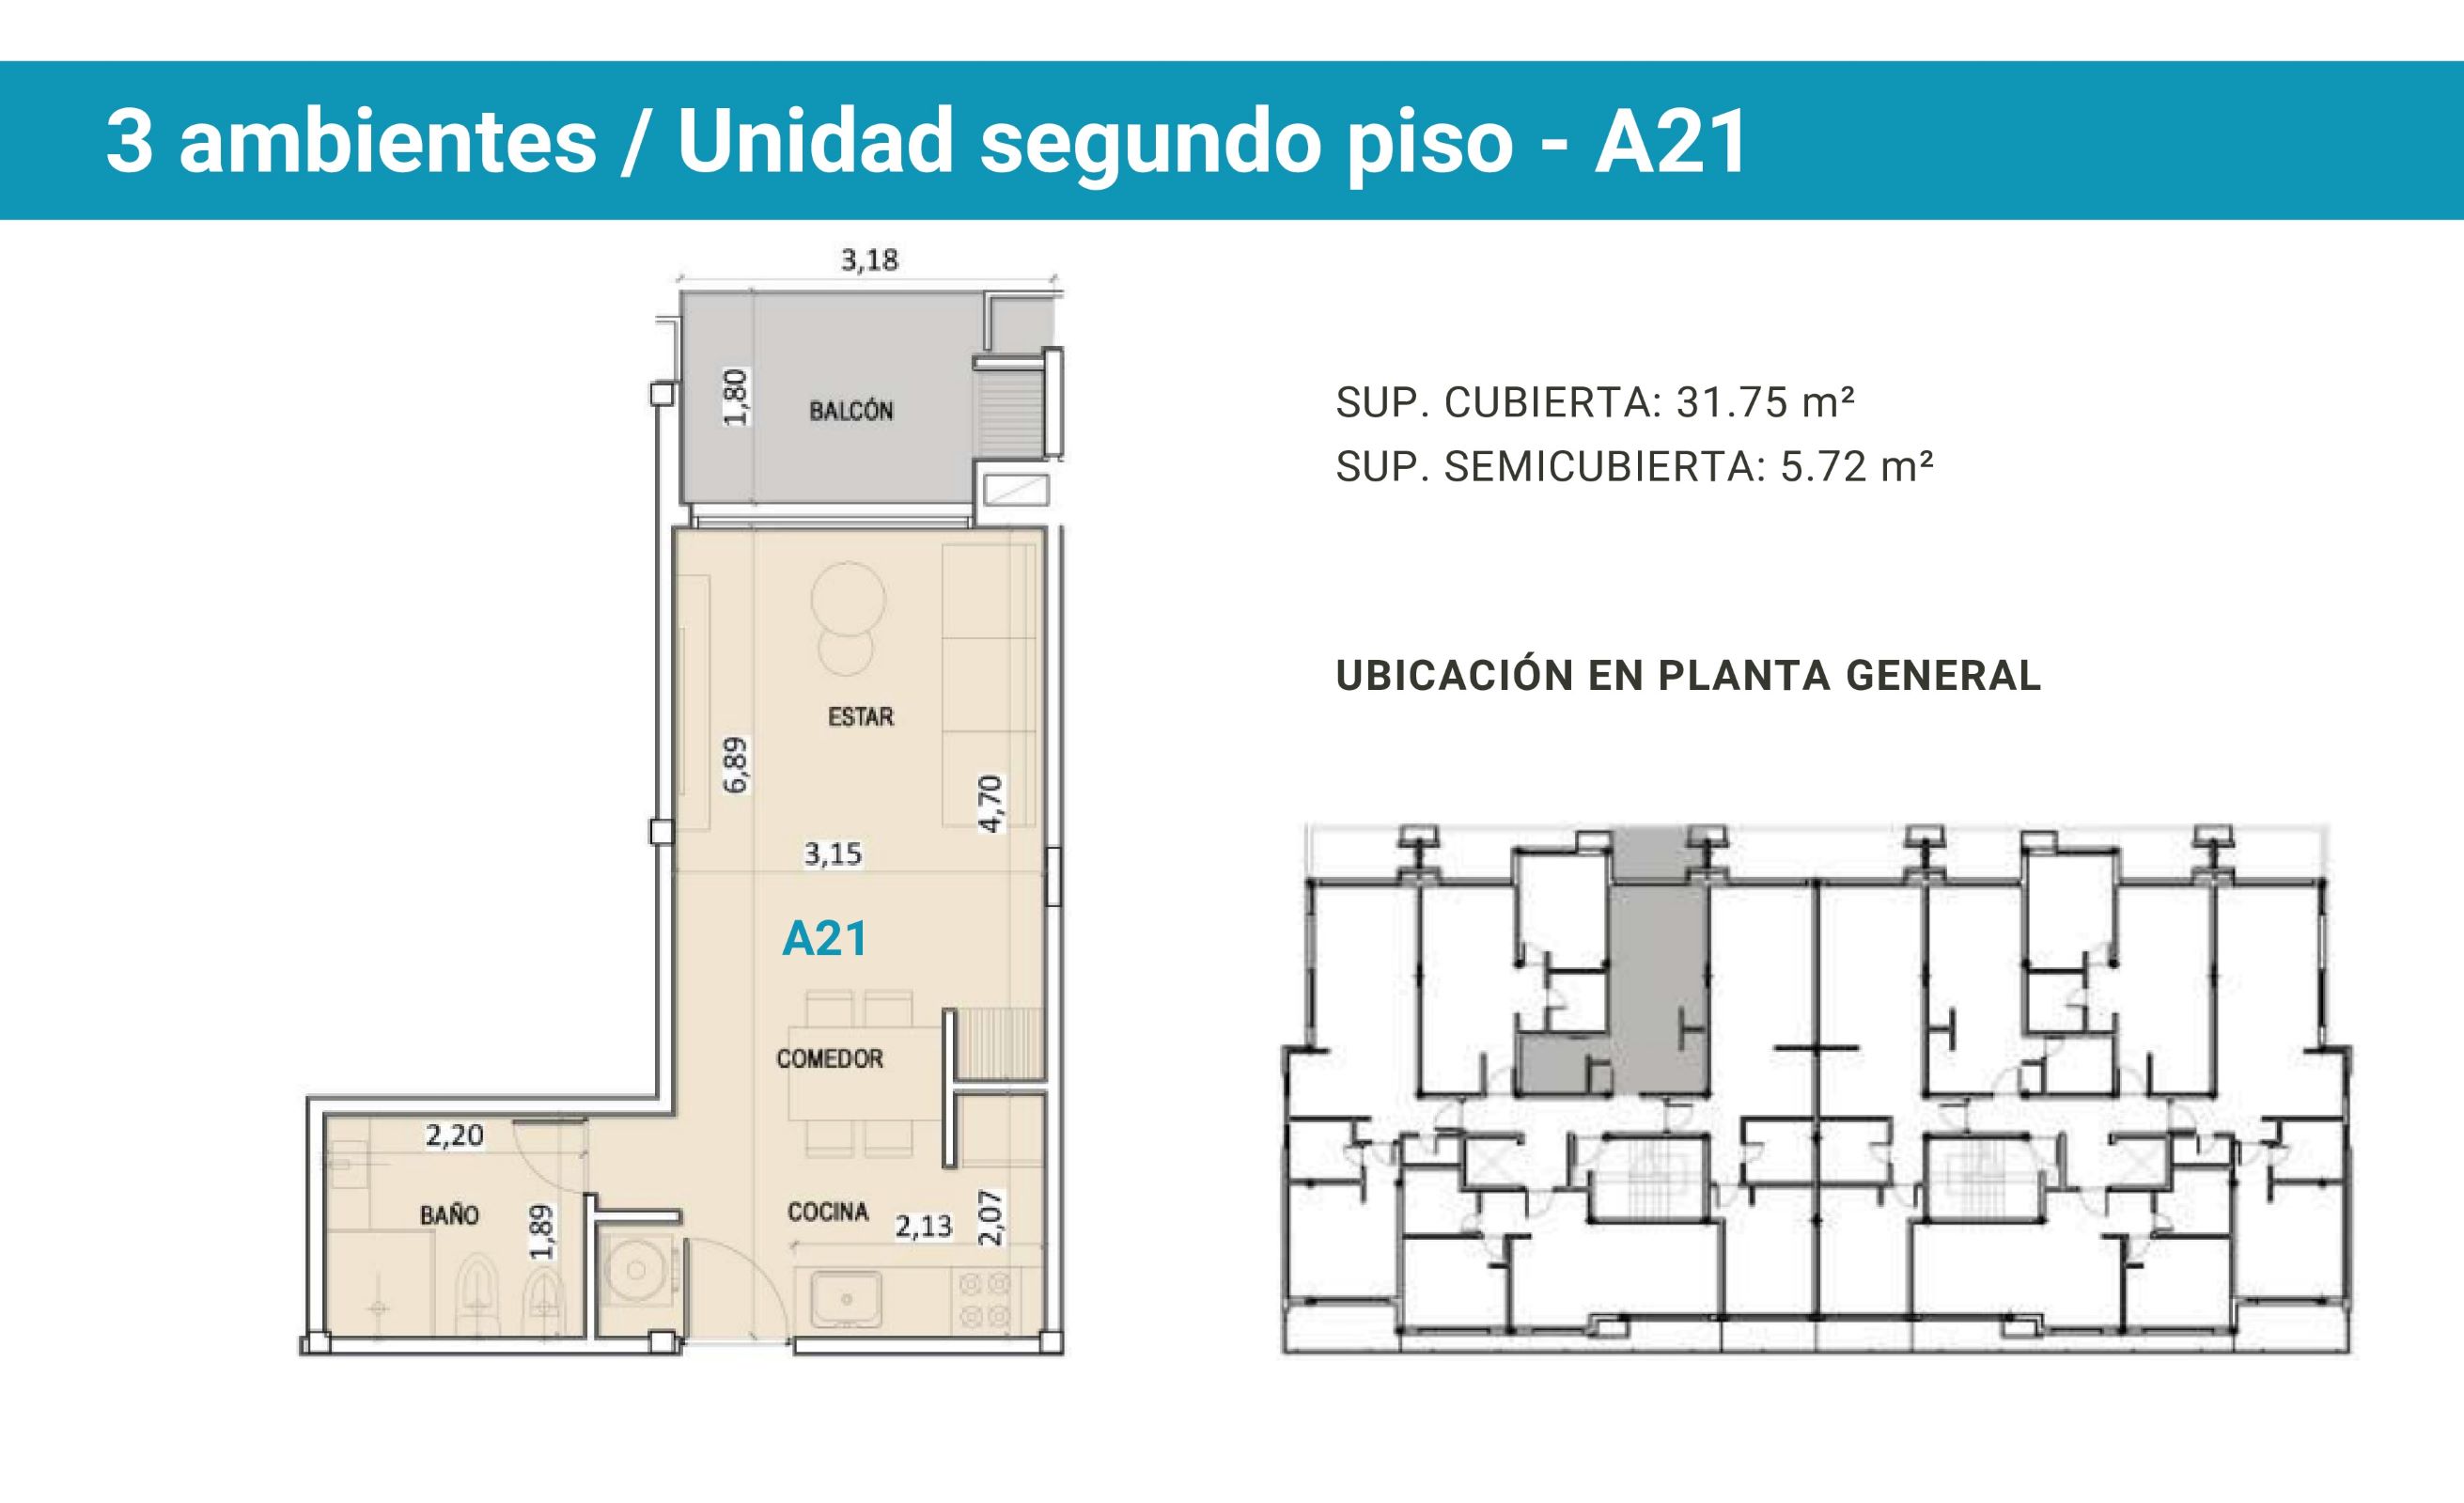 3 ambientes / Unidad segundo piso - A21
3,18
1,80
BALCÓN
SUP. CUBIERTA: 31.75 m²
SUP. SEMICUBIERTA: 5.72 m²
UBICACIÓN EN PLANTA GENERAL
ESTAR
6,89
4,70
3,15
A21
COMEDOR
2,20
BAÑO
1,89
COCINA
2,13
2,07